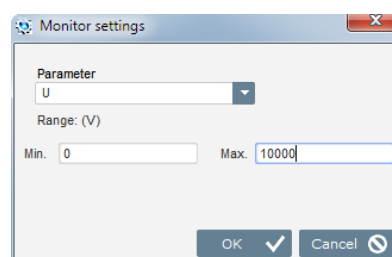 Monitor settings
Parameter
U
Range: (V)
Min. 0 Max. 10000
OK Cancel